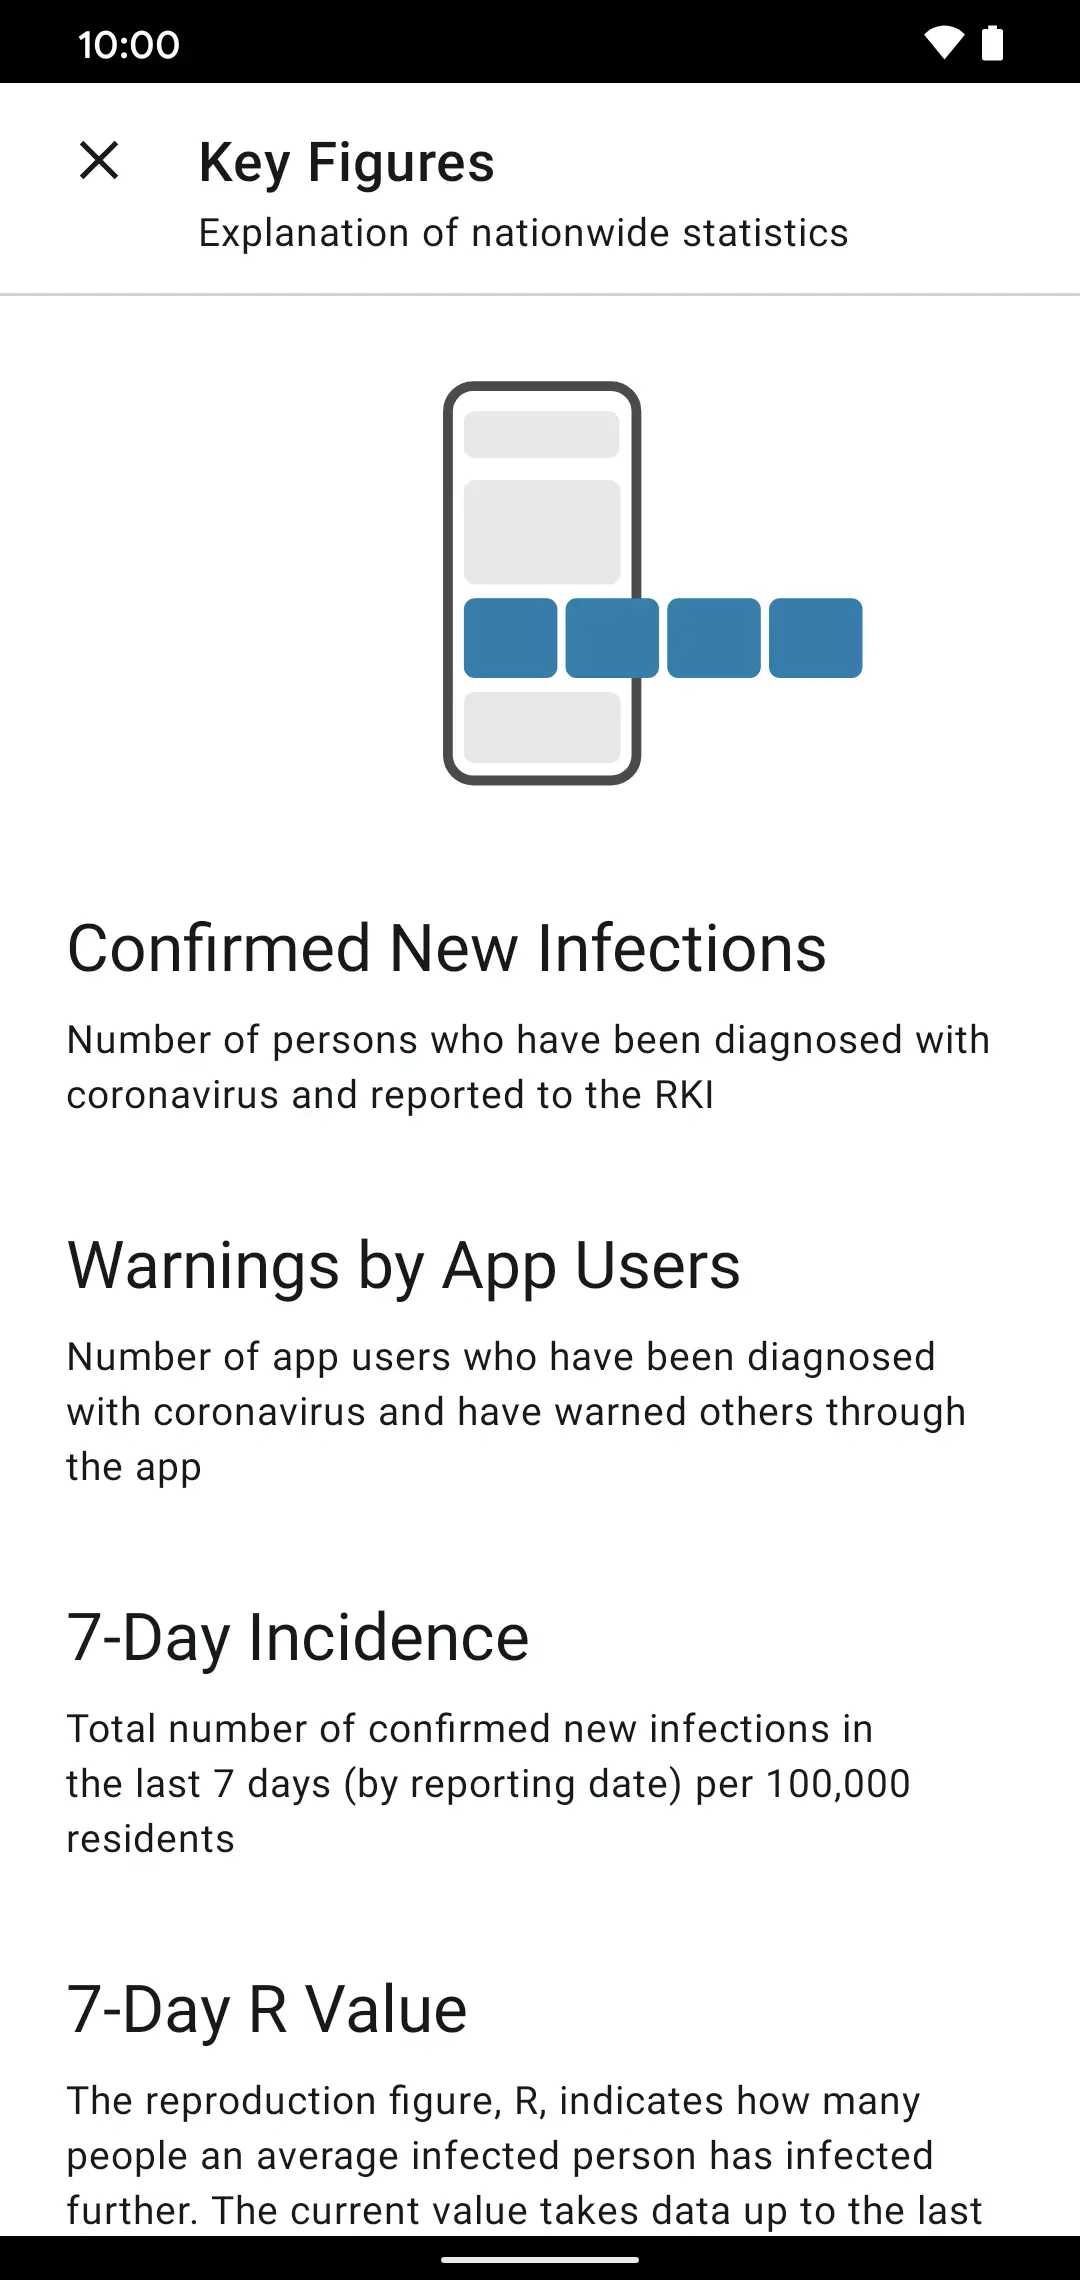 10:00
Key Figures
Explanation of nationwide statistics
Confirmed New Infections
Number of persons who have been diagnosed with
coronavirus and reported to the RKI
Warnings by App Users
Number of app users who have been diagnosed
with coronavirus and have warned others through
the app
7-Day Incidence
Total number of confirmed new infections in
the last 7 days (by reporting date) per 100,000
residents
7-Day R Value
The reproduction figure, R, indicates how many
people an average infected person has infected
further. The current value takes data up to the last